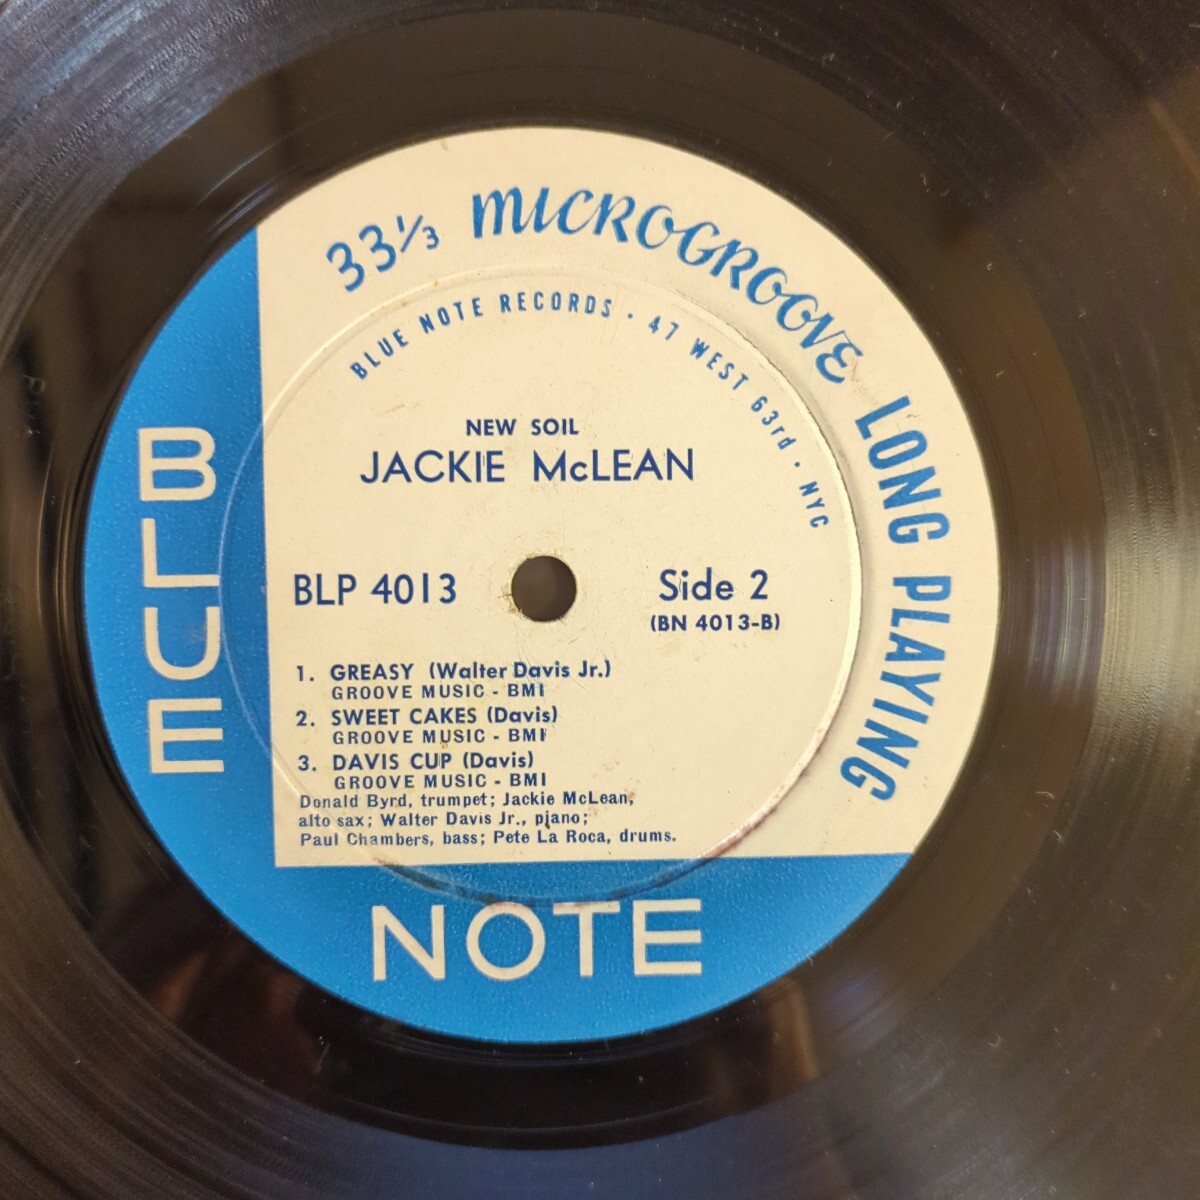 33⅓ MICROGROOVE LONG PLAYING
BLUE NOTE RECORDS · 47 WEST 63rd · NYC
NEW SOIL
JACKIE McLEAN
BLP 4013
Side 2
(BN 4013-B)
1. GREASY (Walter Davis Jr.)
GROOVE MUSIC - BMI
2. SWEET CAKES (Davis)
GROOVE MUSIC - BMI
3. DAVIS CUP (Davis)
GROOVE MUSIC - BMI
Donald Byrd, trumpet; Jackie McLean,
alto sax; Walter Davis Jr., piano;
Paul Chambers, bass; Pete La Roca, drums.
BLUE
NOTE